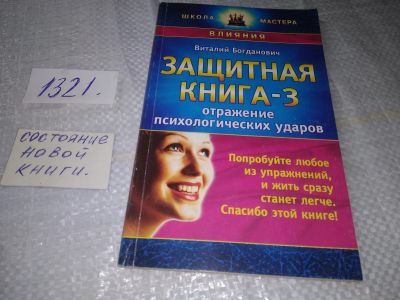 1321.
состояние
новой
книги.
ШКОЛА МАСТЕРА
ВЛИЯНИЯ
Виталий Богданович
ЗАЩИТНАЯ
КНИГА-3
отражение
психологических ударов
Попробуйте любое
из упражнений,
и жить сразу
станет легче.
Спасибо этой книге!